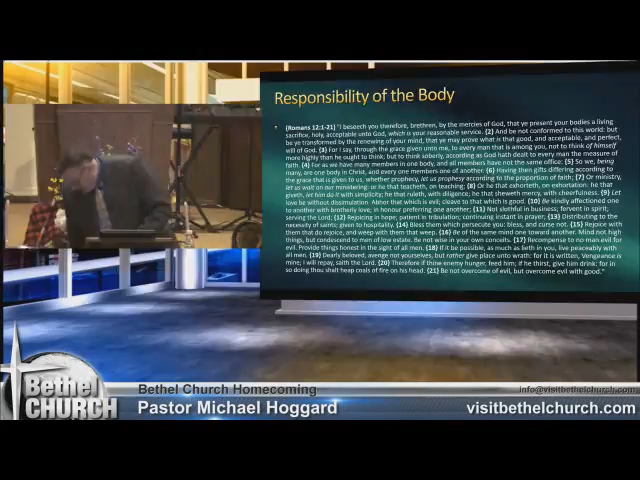 Responsibility of the Body
• (Romans 12:1-21) "I beseech you therefore, brethren, by the mercies of God, that ye present your bodies a living
sacrifice, holy, acceptable unto God, which is your reasonable service. (2) And be not conformed to this world: but
be ye transformed by the renewing of your mind, that ye may prove what is that good, and acceptable, and perfect,
will of God. (3) For I say, through the grace given unto me, to every man that is among you, not to think of himself
more highly than he ought to think; but to think soberly, according as God hath dealt to every man the measure of
faith. (4) For as we have many members in one body, and all members have not the same office: (5) So we, being
many, are one body in Christ, and every one members one of another. (6) Having then gifts differing according to
the grace that is given to us, whether prophecy, let us prophesy according to the proportion of faith; (7) Or ministry,
let us wait on our ministering: or he that teacheth, on teaching; (8) Or he that exhorteth, on exhortation: he that
giveth, let him do it with simplicity; he that ruleth, with diligence; he that sheweth mercy, with cheerfulness. (9) Let
love be without dissimulation. Abhor that which is evil; cleave to that which is good. (10) Be kindly affectioned one
to another with brotherly love; in honour preferring one another; (11) Not slothful in business; fervent in spirit;
serving the Lord; (12) Rejoicing in hope; patient in tribulation; continuing instant in prayer; (13) Distributing to the
necessity of saints; given to hospitality. (14) Bless them which persecute you: bless, and curse not. (15) Rejoice with
them that do rejoice, and weep with them that weep. (16) Be of the same mind one toward another. Mind not high
things, but condescend to men of low estate. Be not wise in your own conceits. (17) Recompense to no man evil for
evil. Provide things honest in the sight of all men. (18) If it be possible, as much as lieth in you, live peaceably with
all men. (19) Dearly beloved, avenge not yourselves, but rather give place unto wrath: for it is written, Vengeance is
mine; I will repay, saith the Lord. (20) Therefore if thine enemy hunger, feed him; if he thirst, give him drink: for in
so doing thou shalt heap coals of fire on his head. (21) Be not overcome of evil, but overcome evil with good."
Bethel
CHURCH
Bethel Church Homecoming
info@visitbethelchurch.com
Pastor Michael Hoggard
visitbethelchurch.com